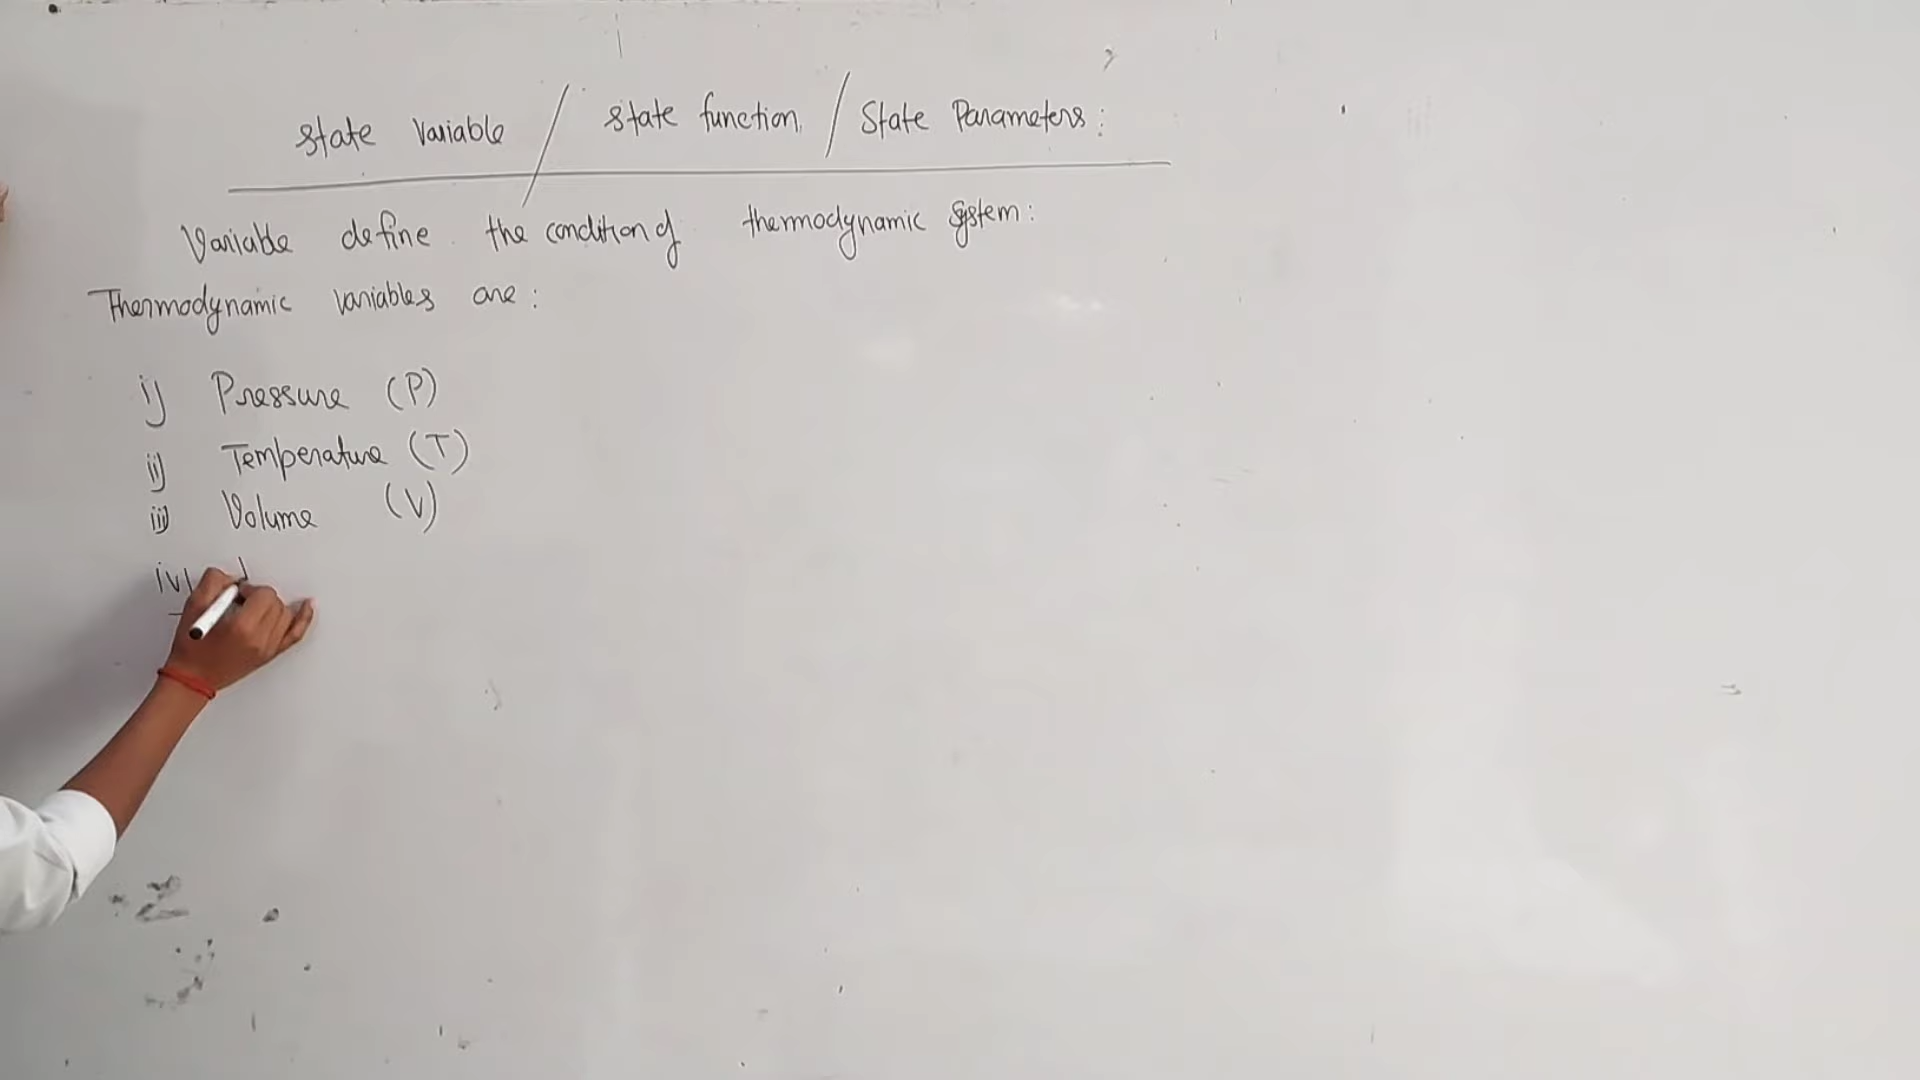 state Variable / state function / State Parameters:
Variable define the condition of thermodynamic system:
Thermodynamic variables are:
i) Pressure (P)
ii) Temperature (T)
iii) Volume (V)
iv)